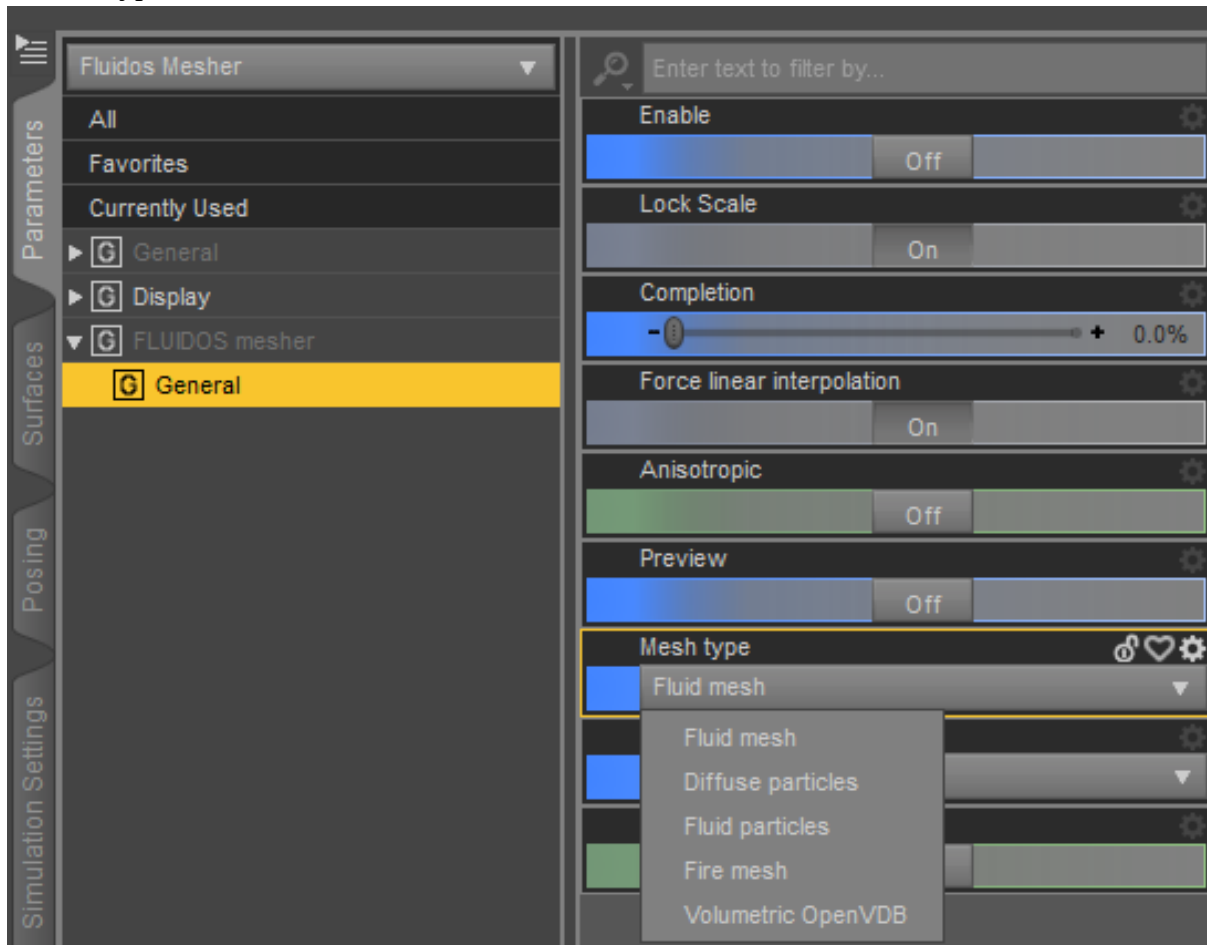 Fluidos Mesher
All
Favorites
Currently Used
G General
G Display
G FLUIDOS mesher
G General
Parameters
Surfaces
Posing
Simulation Settings
Enter text to filter by...
Enable
Off
Lock Scale
On
Completion
- + 0.0%
Force linear interpolation
On
Anisotropic
Off
Preview
Off
Mesh type
Fluid mesh
Fluid mesh
Diffuse particles
Fluid particles
Fire mesh
Volumetric OpenVDB